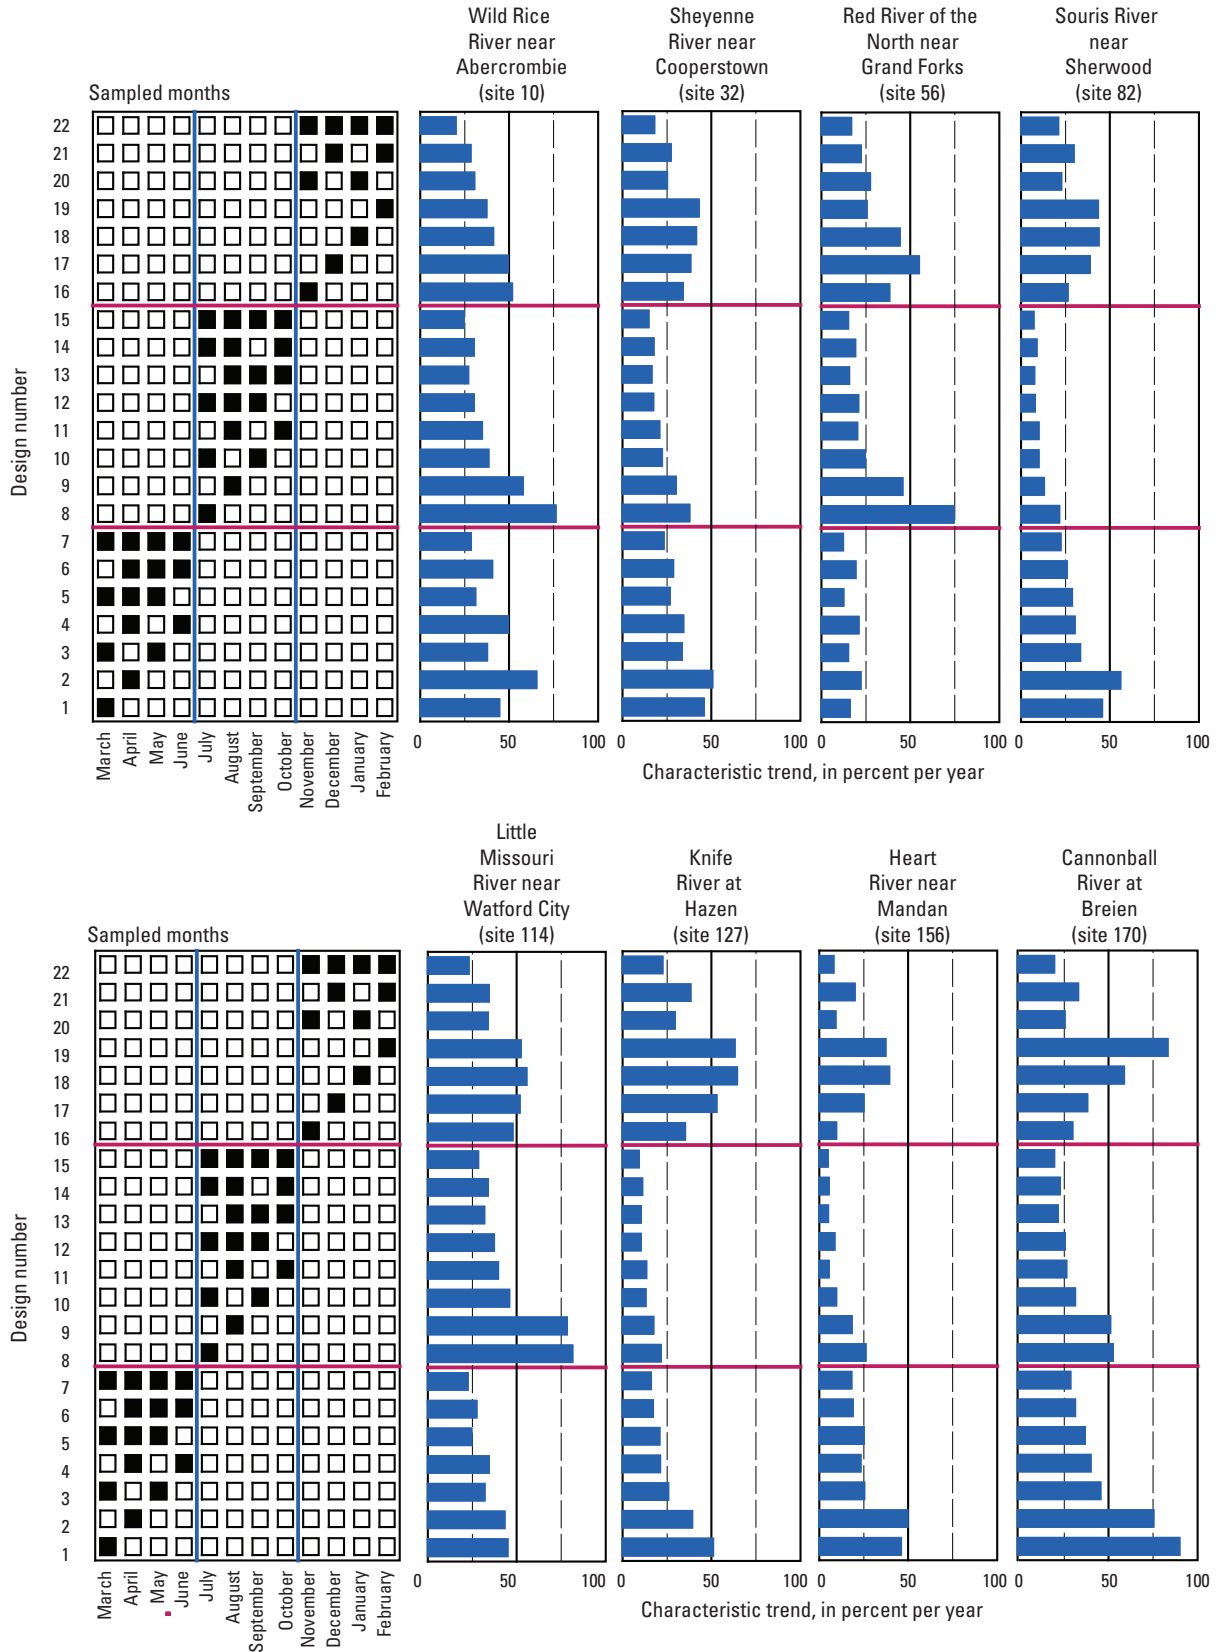 Wild Rice
River near
Abercrombie
(site 10)
Sheyenne
River near
Cooperstown
(site 32)
Red River of the
North near
Grand Forks
(site 56)
Souris River
near
Sherwood
(site 82)
Sampled months
Design number
22
21
20
19
18
17
16
15
14
13
12
11
10
9
8
7
6
5
4
3
2
1
March
April
May
June
July
August
September
October
November
December
January
February
0 50 100
0 50 100
0 50 100
0 50 100
Characteristic trend, in percent per year
Little
Missouri
River near
Watford City
(site 114)
Knife
River at
Hazen
(site 127)
Heart
River near
Mandan
(site 156)
Cannonball
River at
Breien
(site 170)
Sampled months
Design number
22
21
20
19
18
17
16
15
14
13
12
11
10
9
8
7
6
5
4
3
2
1
March
April
May
June
July
August
September
October
November
December
January
February
0 50 100
0 50 100
0 50 100
0 50 100
Characteristic trend, in percent per year